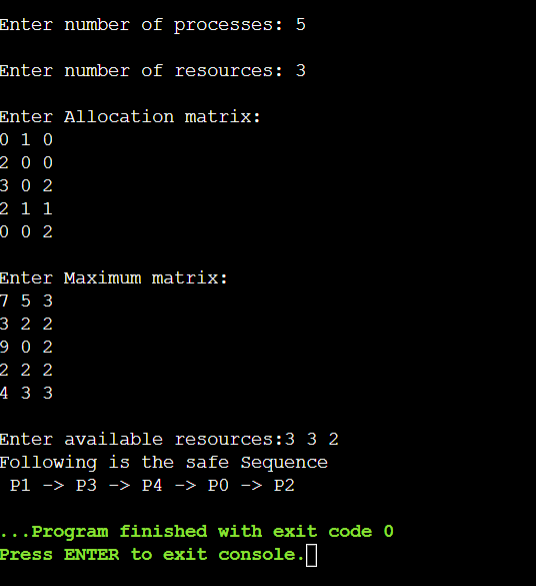 Enter number of processes: 5
Enter number of resources: 3
Enter Allocation matrix:
0 1 0
2 0 0
3 0 2
2 1 1
0 0 2
Enter Maximum matrix:
7 5 3
3 2 2
9 0 2
2 2 2
4 3 3
Enter available resources:3 3 2
Following is the safe Sequence
P1 -> P3 -> P4 -> P0 -> P2
...Program finished with exit code 0
Press ENTER to exit console.